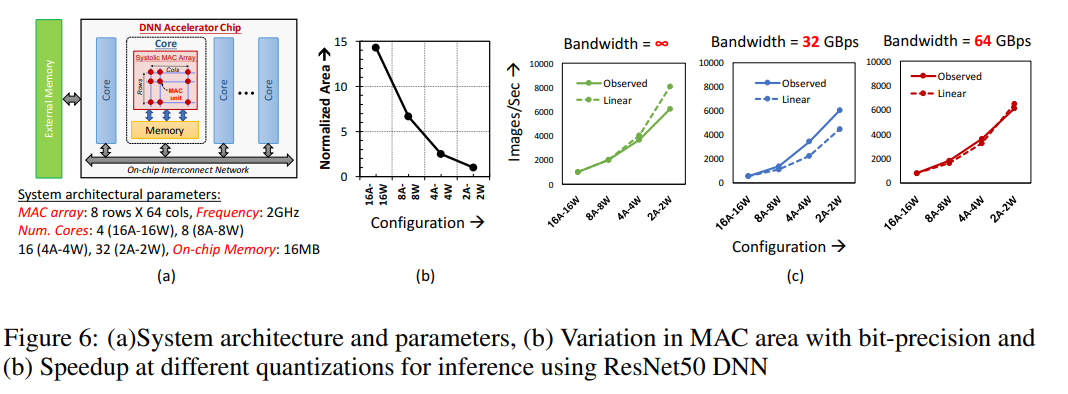 DNN Accelerator Chip
External Memory
Core
Core
Systolic MAC Array
Cols
Rows
MAC unit
Memory
Core
Core
On-chip Interconnect Network
System architectural parameters:
MAC array: 8 rows X 64 cols, Frequency: 2GHz
Num. Cores: 4 (16A-16W), 8 (8A-8W)
16 (4A-4W), 32 (2A-2W), On-chip Memory: 16MB
(a)
Normalized Area →
15
10
5
0
16A-16W
8A-8W
4A-4W
2A-2W
Configuration →
(b)
Images/Sec →
Bandwidth = ∞
10000
8000
6000
4000
2000
0
Observed
Linear
16A-16W
8A-8W
4A-4W
2A-2W
Bandwidth = 32 GBps
10000
8000
6000
4000
2000
0
Observed
Linear
16A-16W
8A-8W
4A-4W
2A-2W
Configuration →
Bandwidth = 64 GBps
10000
8000
6000
4000
2000
0
Observed
Linear
16A-16W
8A-8W
4A-4W
2A-2W
(c)
Figure 6: (a)System architecture and parameters, (b) Variation in MAC area with bit-precision and
(b) Speedup at different quantizations for inference using ResNet50 DNN